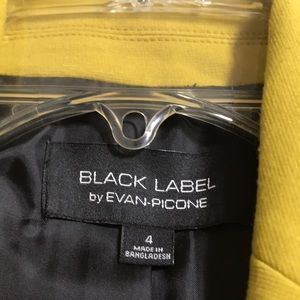 BLACK LABEL
by EVAN-PICONE
4
MADE IN
BANGLADESH